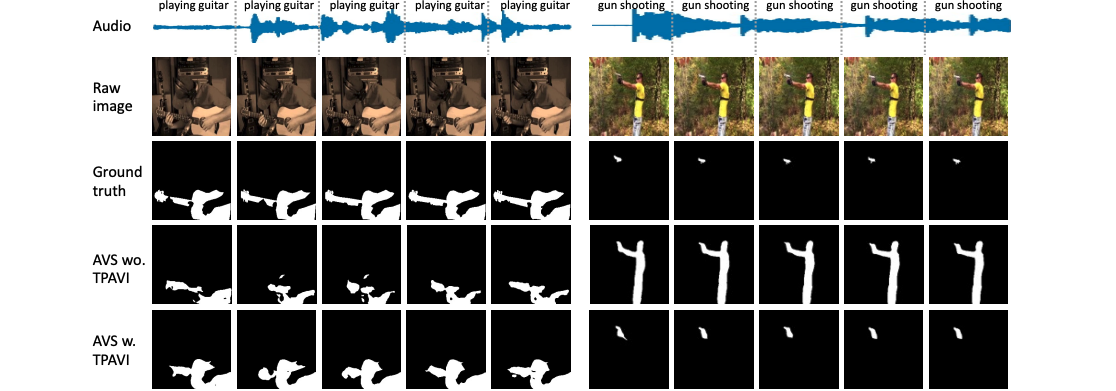 playing guitar playing guitar playing guitar playing guitar playing guitar gun shooting gun shooting gun shooting gun shooting gun shooting
Audio
Raw
image
Ground
truth
AVS wo.
TPAVI
AVS w.
TPAVI